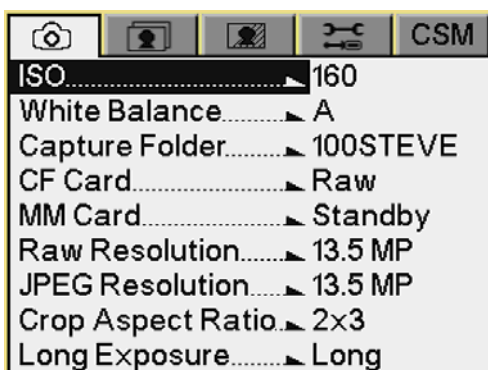 CSM
ISO........................ 160
White Balance......... A
Capture Folder........ 100STEVE
CF Card.................. Raw
MM Card................. Standby
Raw Resolution....... 13.5 MP
JPEG Resolution..... 13.5 MP
Crop Aspect Ratio.. 2x3
Long Exposure........ Long